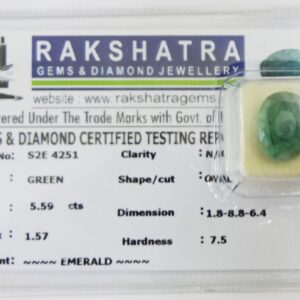 RAKSHATRA
GEMS & DIAMOND JEWELLERY
website : www.rakshatragems
ered Under The Trade Marks with Govt. of
S & DIAMOND CERTIFIED TESTING REP
No: S2E 4251 Clarity N/
GREEN Shape/cut OVAL
5.59 cts Dimension 1.8-8.8-6.4
1.57 Hardness 7.5
ent ~~~~ EMERALD ~~~~